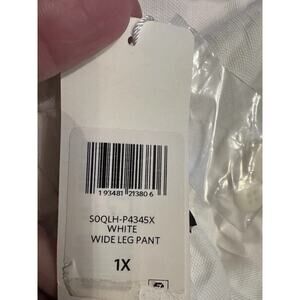 1 93481 21380 6
S0QLH-P4345X
WHITE
WIDE LEG PANT
1X